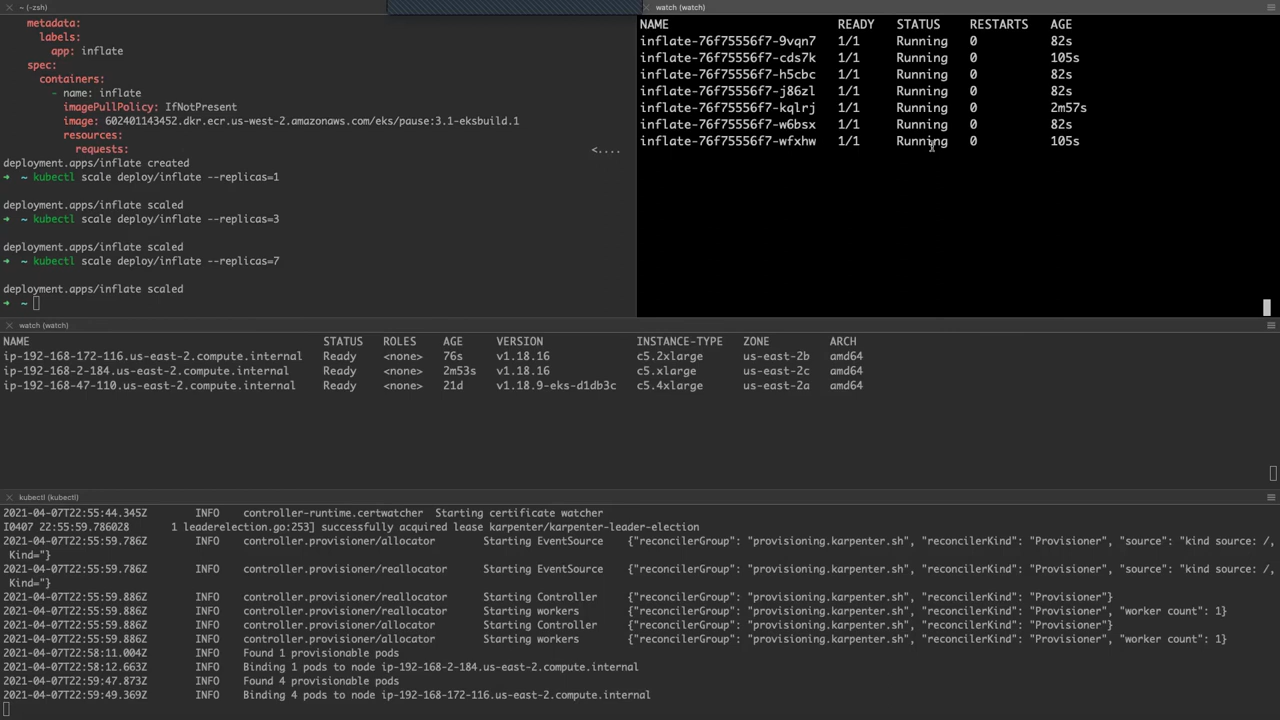 ~ (-zsh)
metadata:
labels:
app: inflate
spec:
containers:
- name: inflate
imagePullPolicy: IfNotPresent
image: 602401143452.dkr.ecr.us-west-2.amazonaws.com/eks/pause:3.1-eksbuild.1
resources:
requests: <....
deployment.apps/inflate created
➜ ~ kubectl scale deploy/inflate --replicas=1
deployment.apps/inflate scaled
➜ ~ kubectl scale deploy/inflate --replicas=3
deployment.apps/inflate scaled
➜ ~ kubectl scale deploy/inflate --replicas=7
deployment.apps/inflate scaled
➜ ~
watch (watch)
NAME READY STATUS RESTARTS AGE
inflate-76f75556f7-9vqn7 1/1 Running 0 82s
inflate-76f75556f7-cds7k 1/1 Running 0 105s
inflate-76f75556f7-h5cbc 1/1 Running 0 82s
inflate-76f75556f7-j86zl 1/1 Running 0 82s
inflate-76f75556f7-kqlrj 1/1 Running 0 2m57s
inflate-76f75556f7-w6bsx 1/1 Running 0 82s
inflate-76f75556f7-wfxhw 1/1 Running 0 105s
watch (watch)
NAME STATUS ROLES AGE VERSION INSTANCE-TYPE ZONE ARCH
ip-192-168-172-116.us-east-2.compute.internal Ready <none> 76s v1.18.16 c5.2xlarge us-east-2b amd64
ip-192-168-2-184.us-east-2.compute.internal Ready <none> 2m53s v1.18.16 c5.xlarge us-east-2c amd64
ip-192-168-47-110.us-east-2.compute.internal Ready <none> 21d v1.18.9-eks-d1db3c c5.4xlarge us-east-2a amd64
kubectl (kubectl)
2021-04-07T22:55:44.345Z INFO controller-runtime.certwatcher Starting certificate watcher
I0407 22:55:59.786028 1 leaderelection.go:253] successfully acquired lease karpenter/karpenter-leader-election
2021-04-07T22:55:59.786Z INFO controller.provisioner/allocator Starting EventSource {"reconcilerGroup": "provisioning.karpenter.sh", "reconcilerKind": "Provisioner", "source": "kind source: /,
Kind="}
2021-04-07T22:55:59.786Z INFO controller.provisioner/reallocator Starting EventSource {"reconcilerGroup": "provisioning.karpenter.sh", "reconcilerKind": "Provisioner", "source": "kind source: /,
Kind="}
2021-04-07T22:55:59.886Z INFO controller.provisioner/reallocator Starting Controller {"reconcilerGroup": "provisioning.karpenter.sh", "reconcilerKind": "Provisioner"}
2021-04-07T22:55:59.886Z INFO controller.provisioner/reallocator Starting workers {"reconcilerGroup": "provisioning.karpenter.sh", "reconcilerKind": "Provisioner", "worker count": 1}
2021-04-07T22:55:59.886Z INFO controller.provisioner/allocator Starting Controller {"reconcilerGroup": "provisioning.karpenter.sh", "reconcilerKind": "Provisioner"}
2021-04-07T22:55:59.886Z INFO controller.provisioner/allocator Starting workers {"reconcilerGroup": "provisioning.karpenter.sh", "reconcilerKind": "Provisioner", "worker count": 1}
2021-04-07T22:58:11.004Z INFO Found 1 provisionable pods
2021-04-07T22:58:12.663Z INFO Binding 1 pods to node ip-192-168-2-184.us-east-2.compute.internal
2021-04-07T22:59:47.873Z INFO Found 4 provisionable pods
2021-04-07T22:59:49.369Z INFO Binding 4 pods to node ip-192-168-172-116.us-east-2.compute.internal